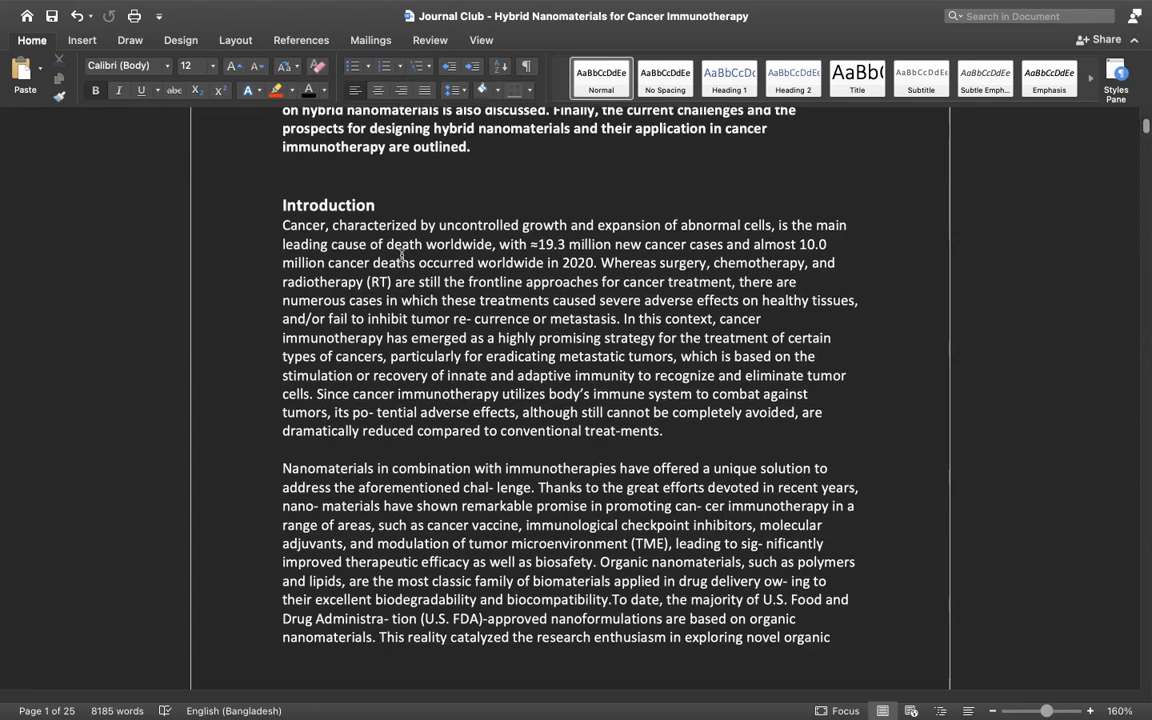 Journal Club - Hybrid Nanomaterials for Cancer Immunotherapy
Search in Document
Home Insert Draw Design Layout References Mailings Review View
Share
Paste
Calibri (Body) 12
AaBbCcDdEe AaBbCcDdEe AaBbCcDc AaBbCcDdEe AaBb( AaBbCcDdEe AaBbCcDdEe AaBbCcDdEe
Normal No Spacing Heading 1 Heading 2 Title Subtitle Subtle Emph... Emphasis
Styles
Pane
on hybrid nanomaterials is also discussed. Finally, the current challenges and the
prospects for designing hybrid nanomaterials and their application in cancer
immunotherapy are outlined.
Introduction
Cancer, characterized by uncontrolled growth and expansion of abnormal cells, is the main
leading cause of death worldwide, with ≈19.3 million new cancer cases and almost 10.0
million cancer deaths occurred worldwide in 2020. Whereas surgery, chemotherapy, and
radiotherapy (RT) are still the frontline approaches for cancer treatment, there are
numerous cases in which these treatments caused severe adverse effects on healthy tissues,
and/or fail to inhibit tumor re- currence or metastasis. In this context, cancer
immunotherapy has emerged as a highly promising strategy for the treatment of certain
types of cancers, particularly for eradicating metastatic tumors, which is based on the
stimulation or recovery of innate and adaptive immunity to recognize and eliminate tumor
cells. Since cancer immunotherapy utilizes body's immune system to combat against
tumors, its po- tential adverse effects, although still cannot be completely avoided, are
dramatically reduced compared to conventional treat-ments.
Nanomaterials in combination with immunotherapies have offered a unique solution to
address the aforementioned chal- lenge. Thanks to the great efforts devoted in recent years,
nano- materials have shown remarkable promise in promoting can- cer immunotherapy in a
range of areas, such as cancer vaccine, immunological checkpoint inhibitors, molecular
adjuvants, and modulation of tumor microenvironment (TME), leading to sig- nificantly
improved therapeutic efficacy as well as biosafety. Organic nanomaterials, such as polymers
and lipids, are the most classic family of biomaterials applied in drug delivery ow- ing to
their excellent biodegradability and biocompatibility.To date, the majority of U.S. Food and
Drug Administra- tion (U.S. FDA)-approved nanoformulations are based on organic
nanomaterials. This reality catalyzed the research enthusiasm in exploring novel organic
Page 1 of 25 8185 words English (Bangladesh) Focus 160%